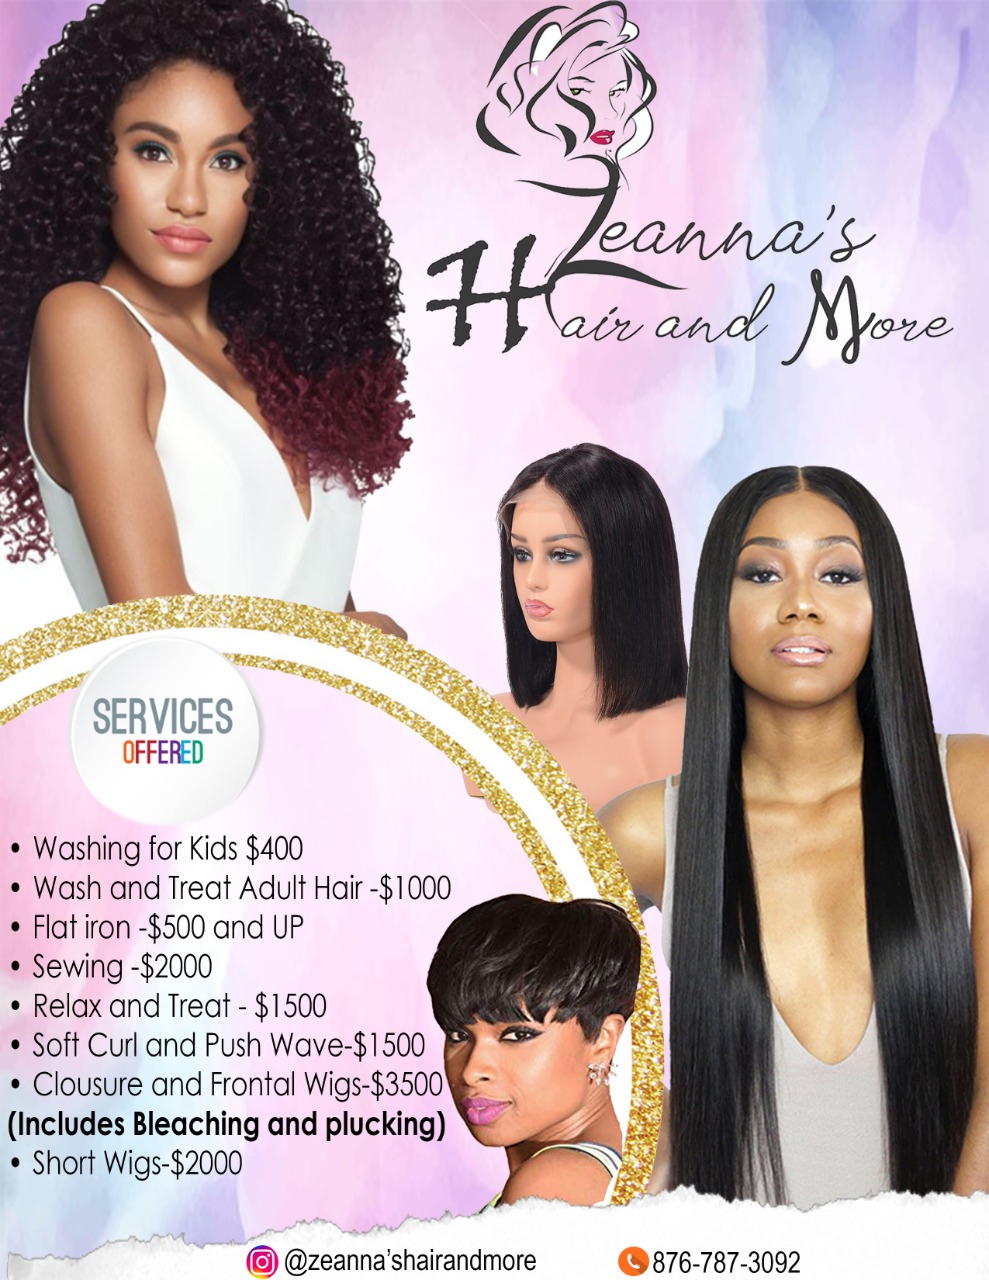 Zeanna's
Hair and More
SERVICES
OFFERED
• Washing for Kids $400
• Wash and Treat Adult Hair -$1000
• Flat iron -$500 and UP
• Sewing -$2000
• Relax and Treat - $1500
• Soft Curl and Push Wave-$1500
• Clousure and Frontal Wigs-$3500
(Includes Bleaching and plucking)
• Short Wigs-$2000
@zeanna'shairandmore
876-787-3092